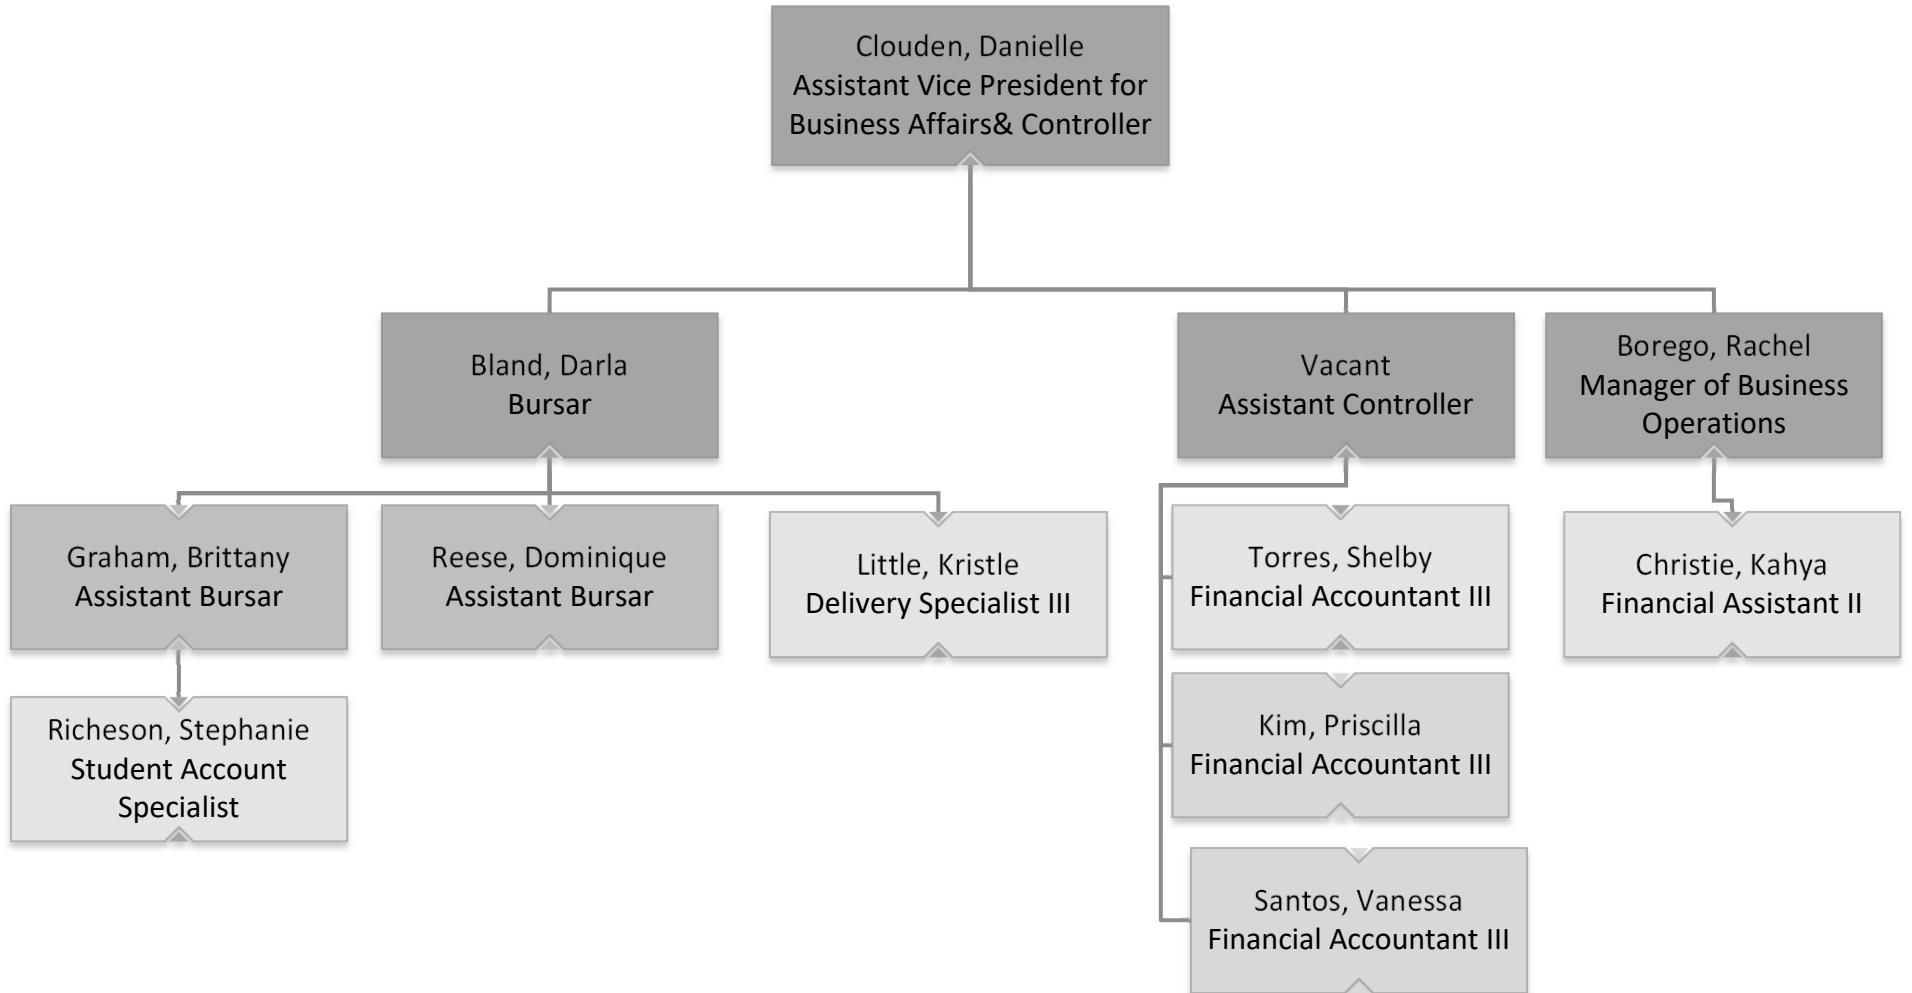 Clouden, Danielle
Assistant Vice President for
Business Affairs& Controller
Bland, Darla
Bursar
Vacant
Assistant Controller
Borego, Rachel
Manager of Business
Operations
Graham, Brittany
Assistant Bursar
Reese, Dominique
Assistant Bursar
Little, Kristle
Delivery Specialist III
Torres, Shelby
Financial Accountant III
Christie, Kahya
Financial Assistant II
Richeson, Stephanie
Student Account
Specialist
Kim, Priscilla
Financial Accountant III
Santos, Vanessa
Financial Accountant III